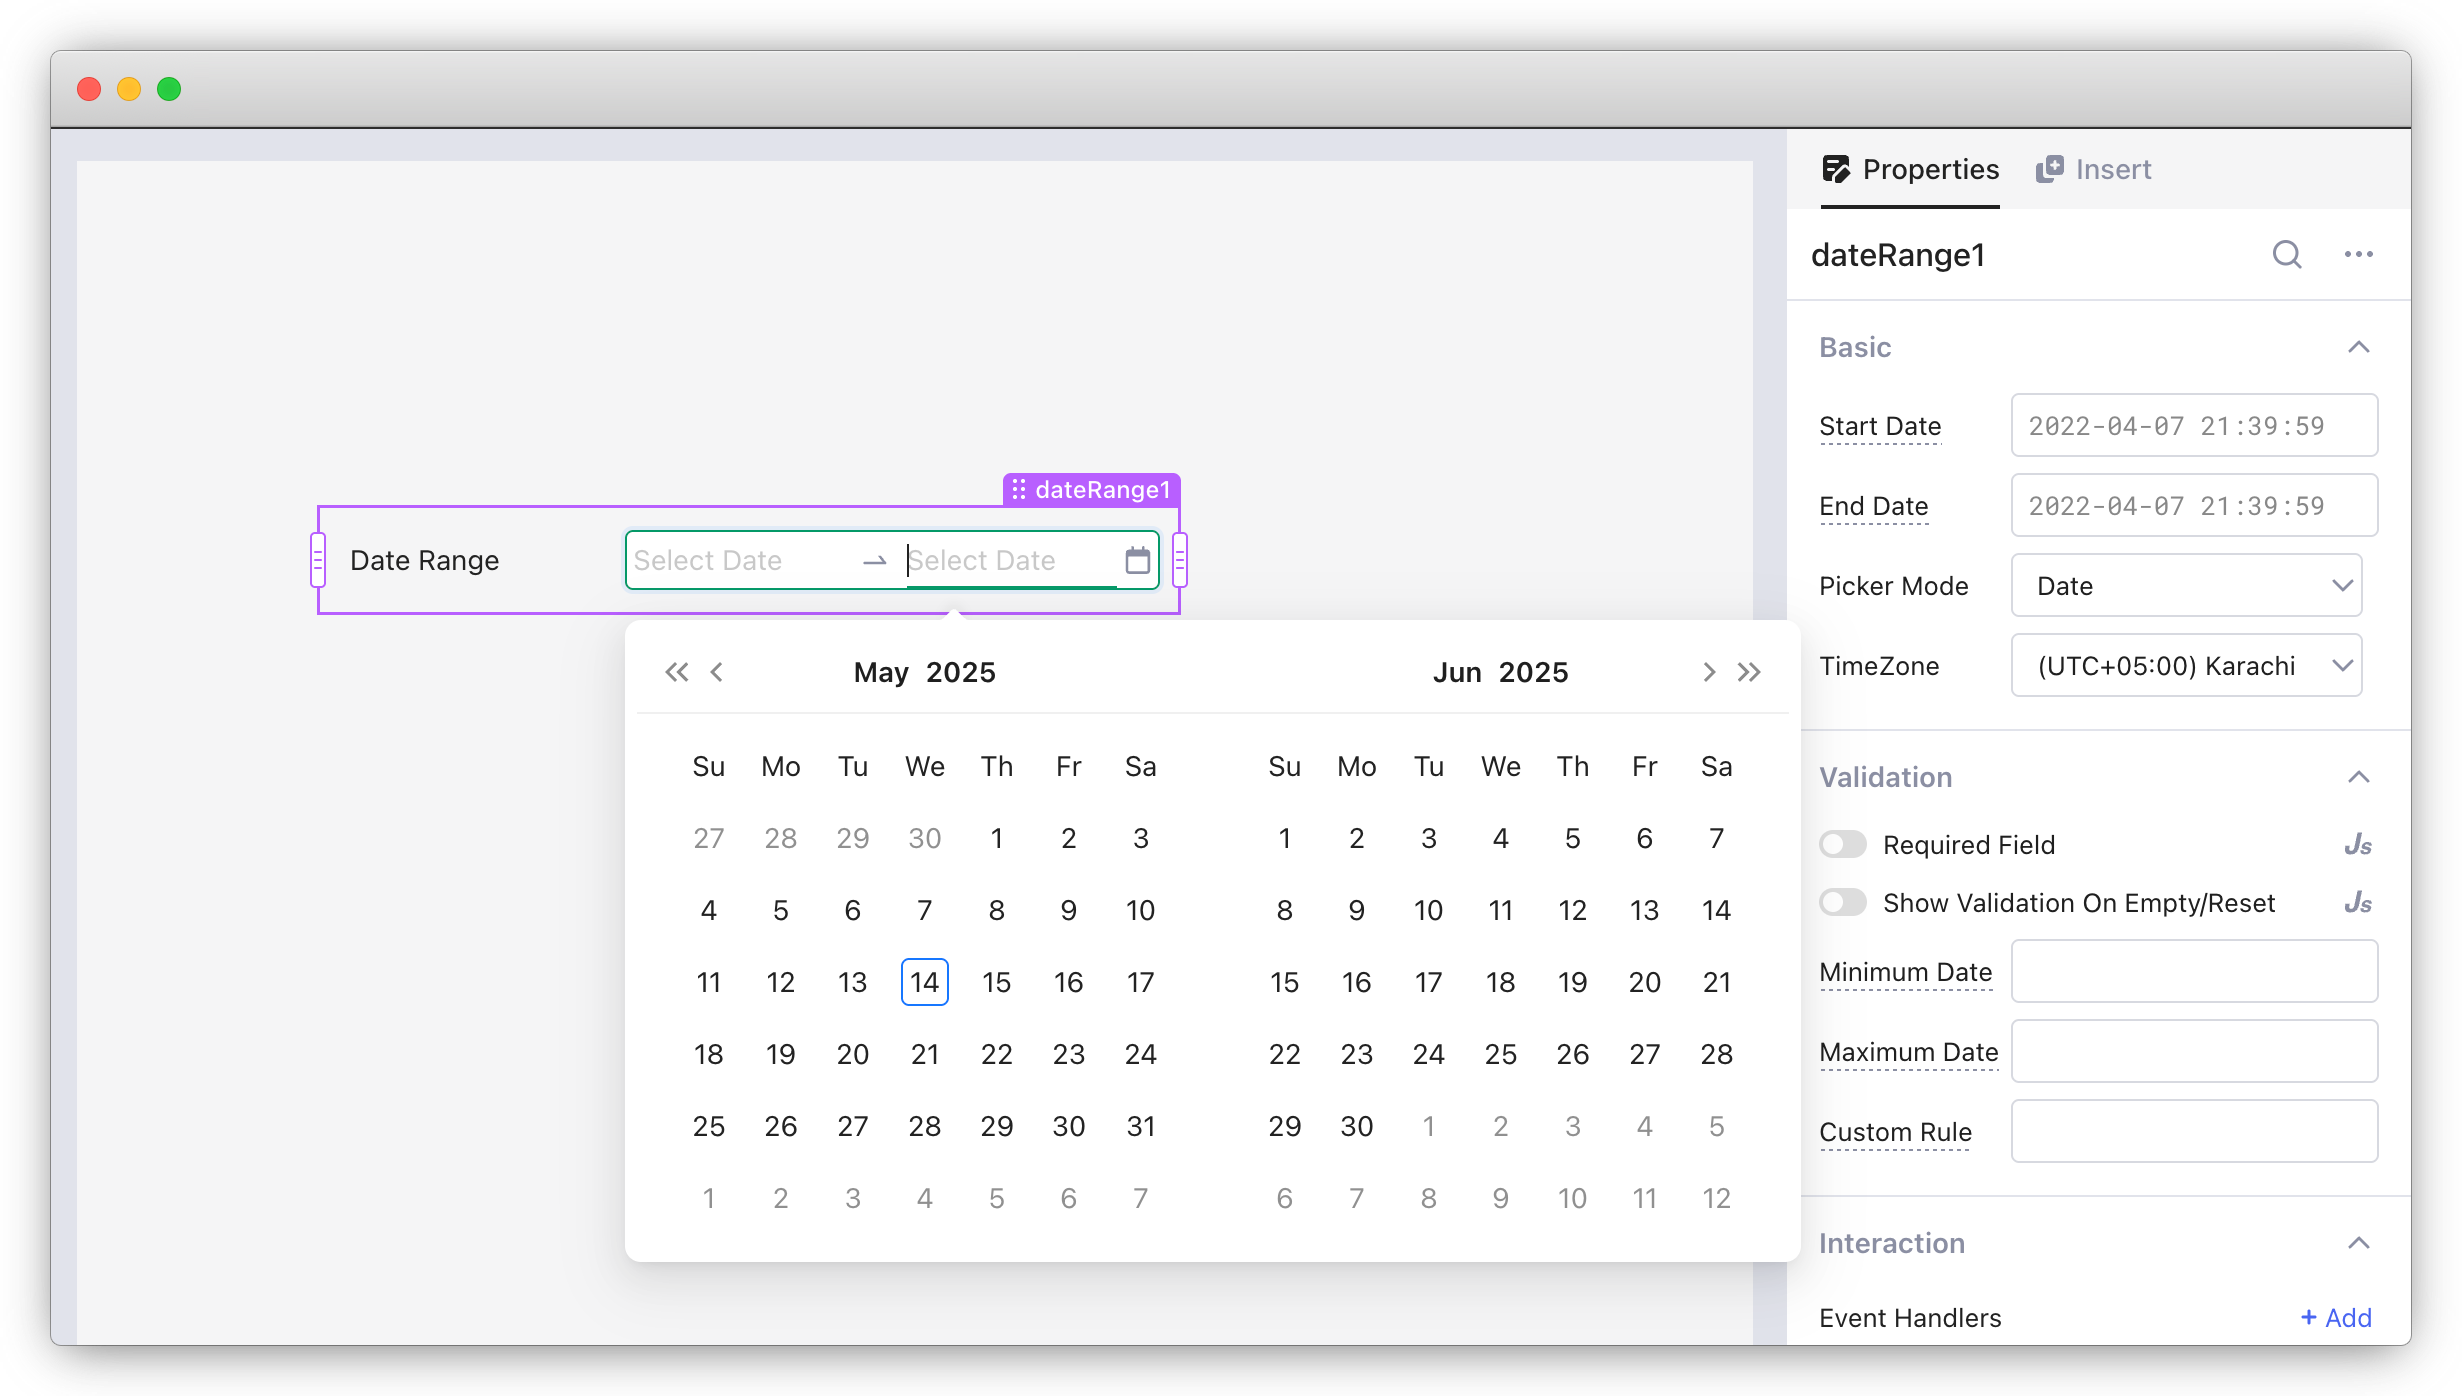 Properties Insert
dateRange1
Basic
Start Date 2022-04-07 21:39:59
End Date 2022-04-07 21:39:59
Picker Mode Date
TimeZone (UTC+05:00) Karachi
Validation
Required Field Js
Show Validation On Empty/Reset Js
Minimum Date
Maximum Date
Custom Rule
Interaction
Event Handlers + Add
dateRange1
Date Range Select Date Select Date
May 2025
Su Mo Tu We Th Fr Sa
27 28 29 30 1 2 3
4 5 6 7 8 9 10
11 12 13 14 15 16 17
18 19 20 21 22 23 24
25 26 27 28 29 30 31
1 2 3 4 5 6 7
Jun 2025
Su Mo Tu We Th Fr Sa
1 2 3 4 5 6 7
8 9 10 11 12 13 14
15 16 17 18 19 20 21
22 23 24 25 26 27 28
29 30 1 2 3 4 5
6 7 8 9 10 11 12